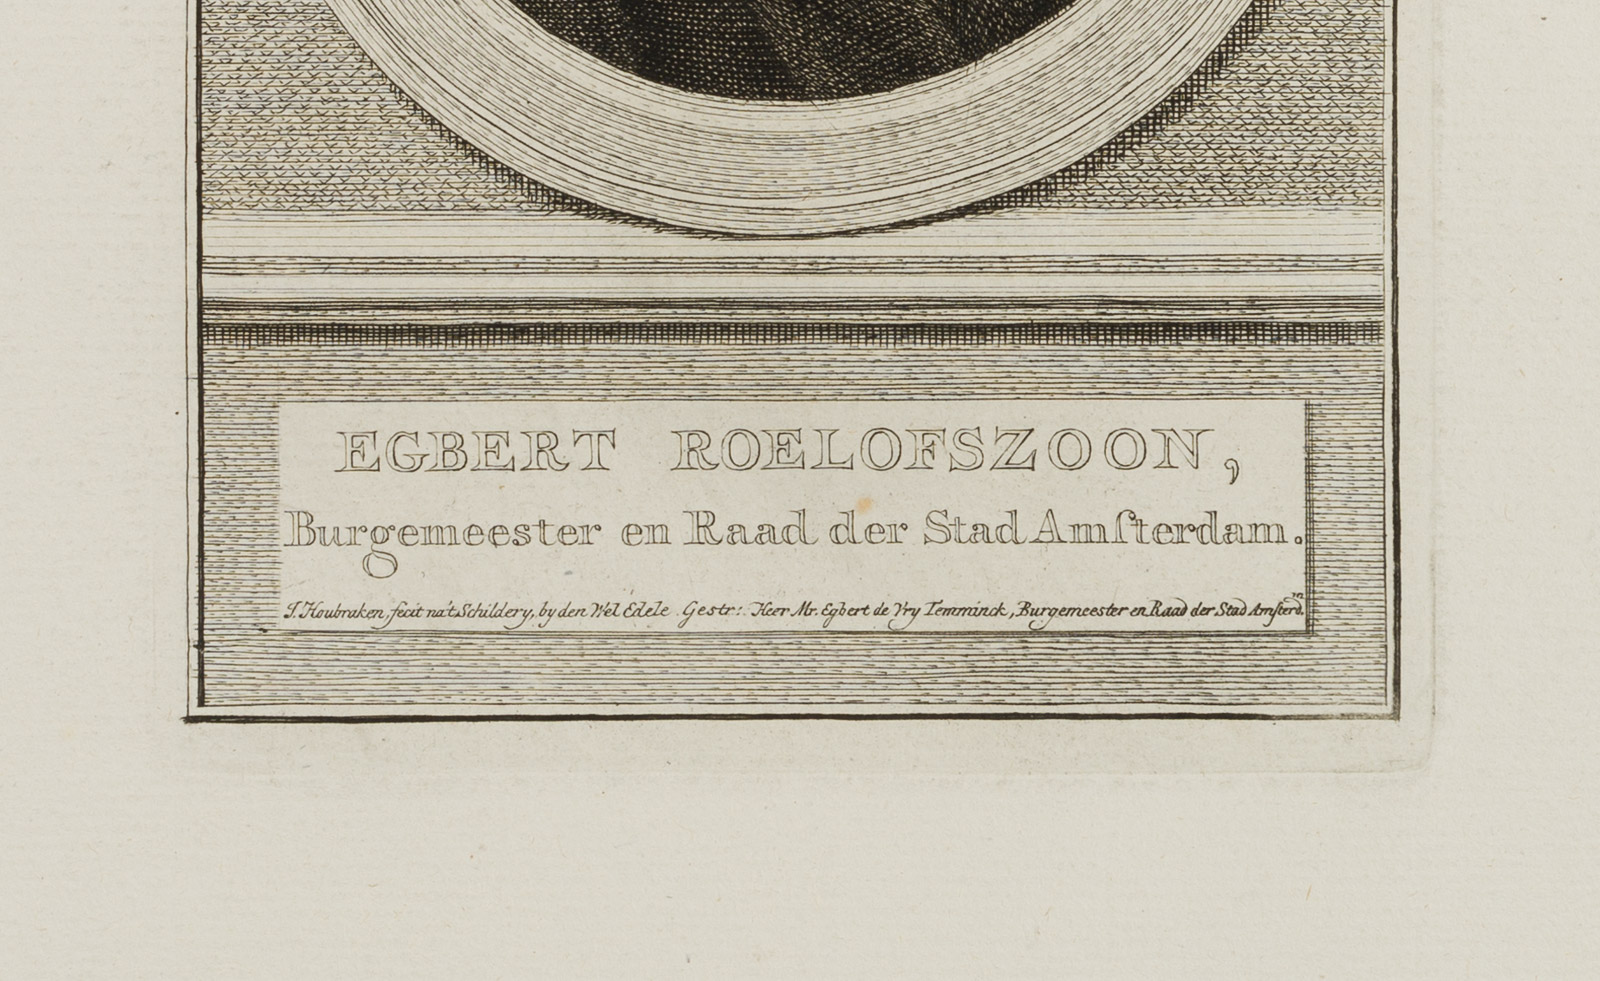 EGBERT ROELOFSZOON,
Burgemeester en Raad der Stad Amſterdam.
J. Houbraken, fecit na't Schildery, by den Wel Edele Gestr: Heer Mr. Egbert de Vry Temminck, Burgemeester en Raad der Stad Amſterd.m